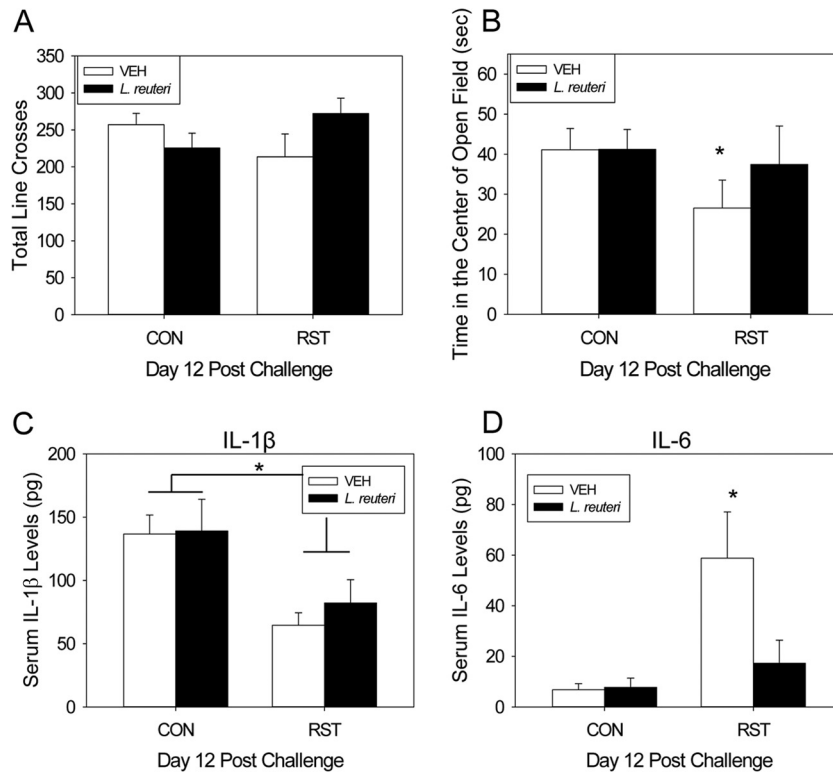 A
Total Line Crosses
350
300
250
200
150
100
50
0
VEH
L. reuteri
CON RST
Day 12 Post Challenge
B
Time in the Center of Open Field (sec)
60
50
40
30
20
10
0
VEH
L. reuteri
*
CON RST
Day 12 Post Challenge
C
IL-1β
Serum IL-1β Levels (pg)
200
150
100
50
0
*
VEH
L. reuteri
CON RST
Day 12 Post Challenge
D
IL-6
Serum IL-6 Levels (pg)
100
80
60
40
20
0
VEH
L. reuteri
*
CON RST
Day 12 Post Challenge